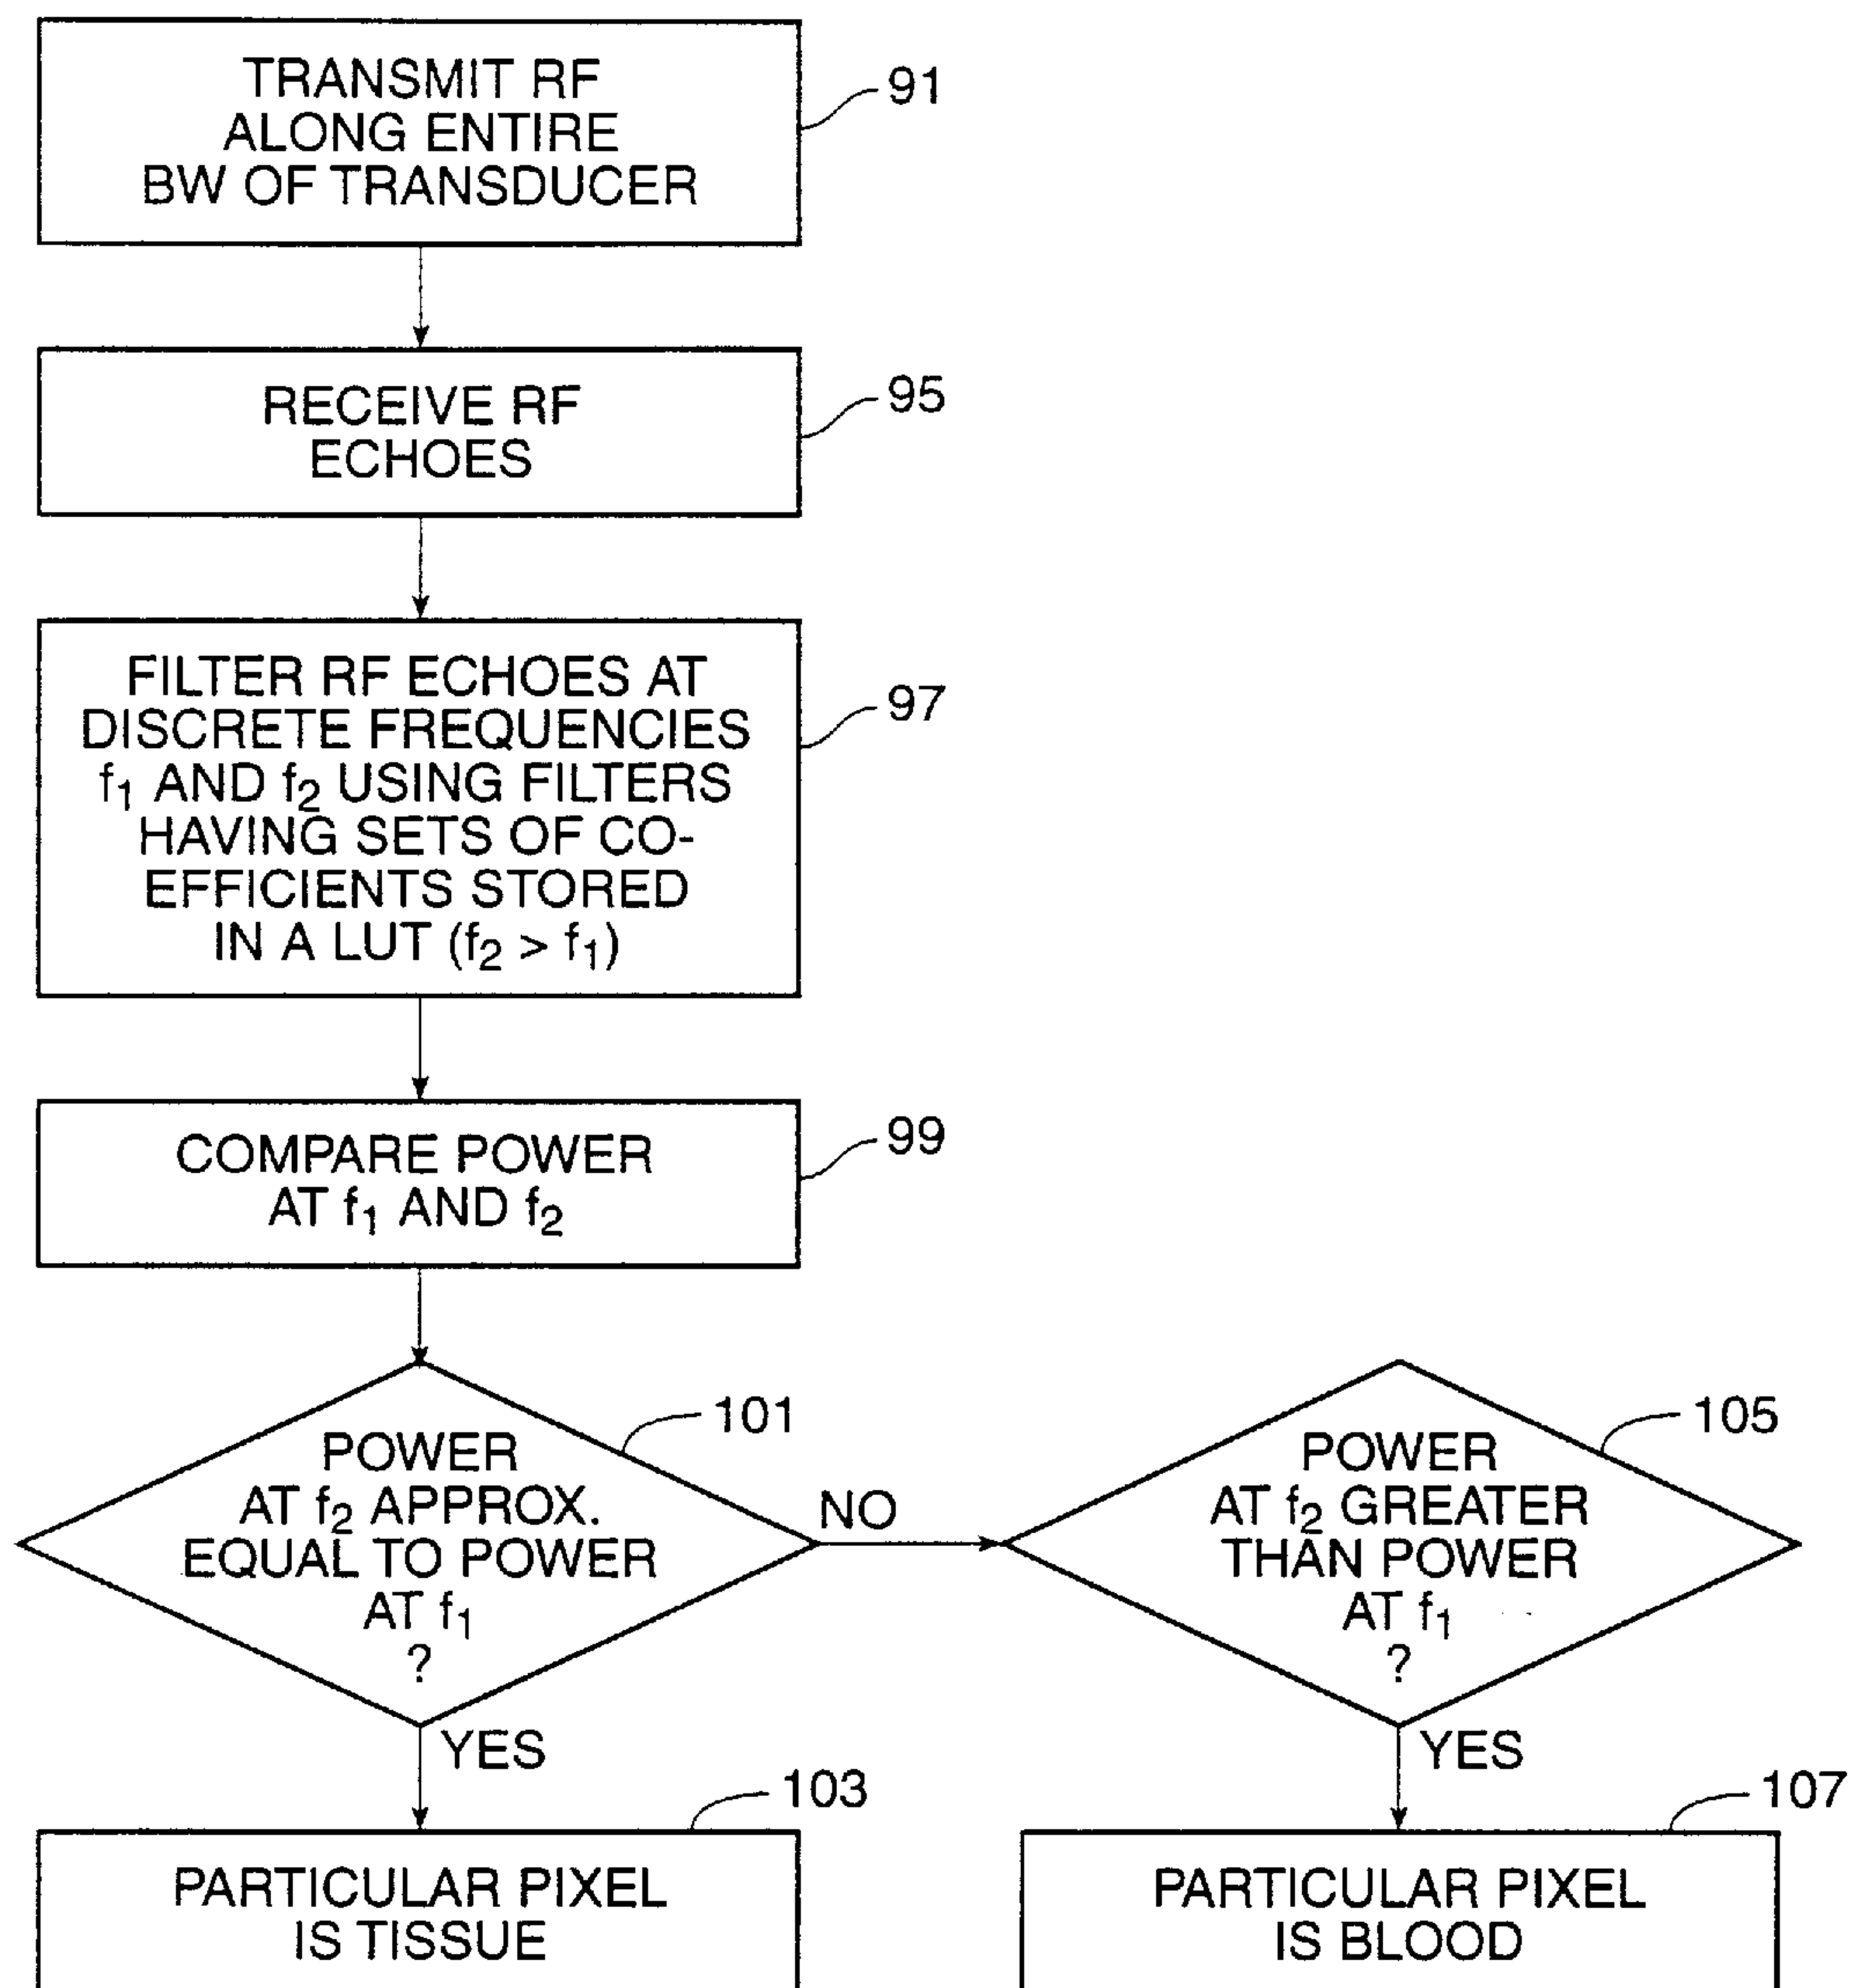 TRANSMIT RF
ALONG ENTIRE
BW OF TRANSDUCER
91
RECEIVE RF
ECHOES
95
FILTER RF ECHOES AT
DISCRETE FREQUENCIES
f1 AND f2 USING FILTERS
HAVING SETS OF CO-
EFFICIENTS STORED
IN A LUT (f2 > f1)
97
COMPARE POWER
AT f1 AND f2
99
POWER
AT f2 APPROX.
EQUAL TO POWER
AT f1
?
101
NO
POWER
AT f2 GREATER
THAN POWER
AT f1
?
105
YES
YES
103
107
PARTICULAR PIXEL
IS TISSUE
PARTICULAR PIXEL
IS BLOOD